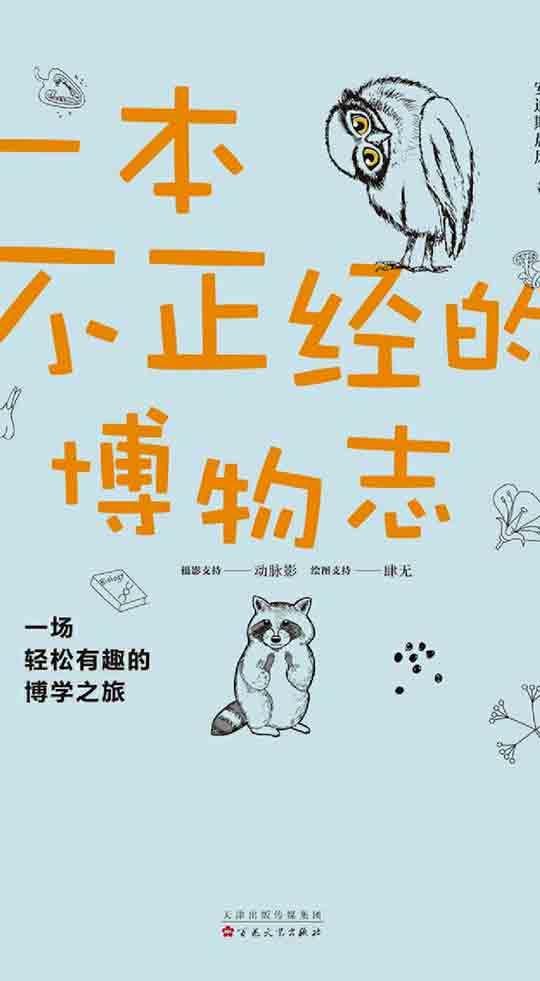 一本
不正经的
博物志
摄影支持——动脉影 绘图支持——肆无
Biology
一场
轻松有趣的
博学之旅
天津出版传媒集团
百花文艺出版社